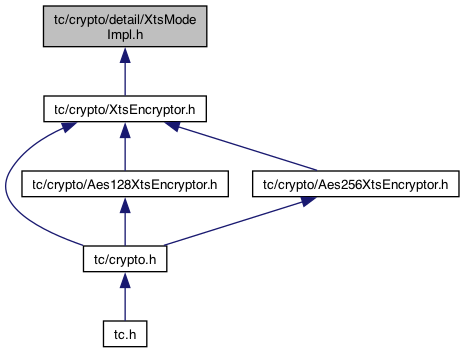 tc/crypto/detail/XtsMode
Impl.h
tc/crypto/XtsEncryptor.h
tc/crypto/Aes128XtsEncryptor.h
tc/crypto/Aes256XtsEncryptor.h
tc/crypto.h
tc.h